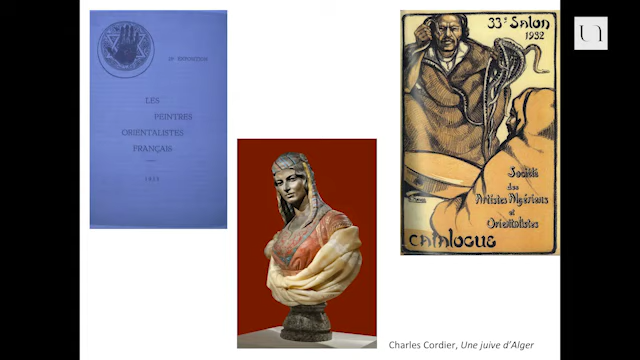 EXPOSITION
LES
PEINTRES
ORIENTALISTES
FRANÇAIS
33e Salon
1932
Société
des
Artistes Algériens
et
Orientalistes
CATALOGUE
Charles Cordier, Une juive d'Alger